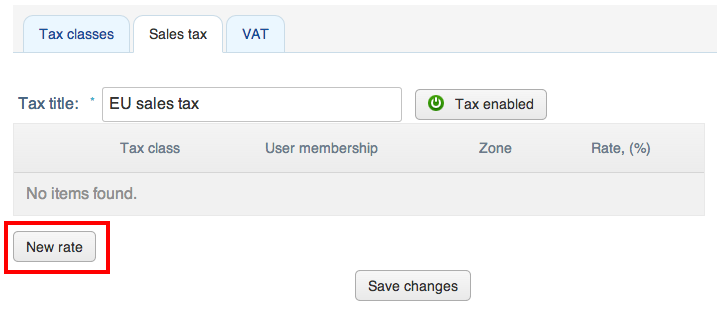 Tax classes Sales tax VAT
Tax title: * EU sales tax Tax enabled
Tax class User membership Zone Rate, (%)
No items found.
New rate
Save changes